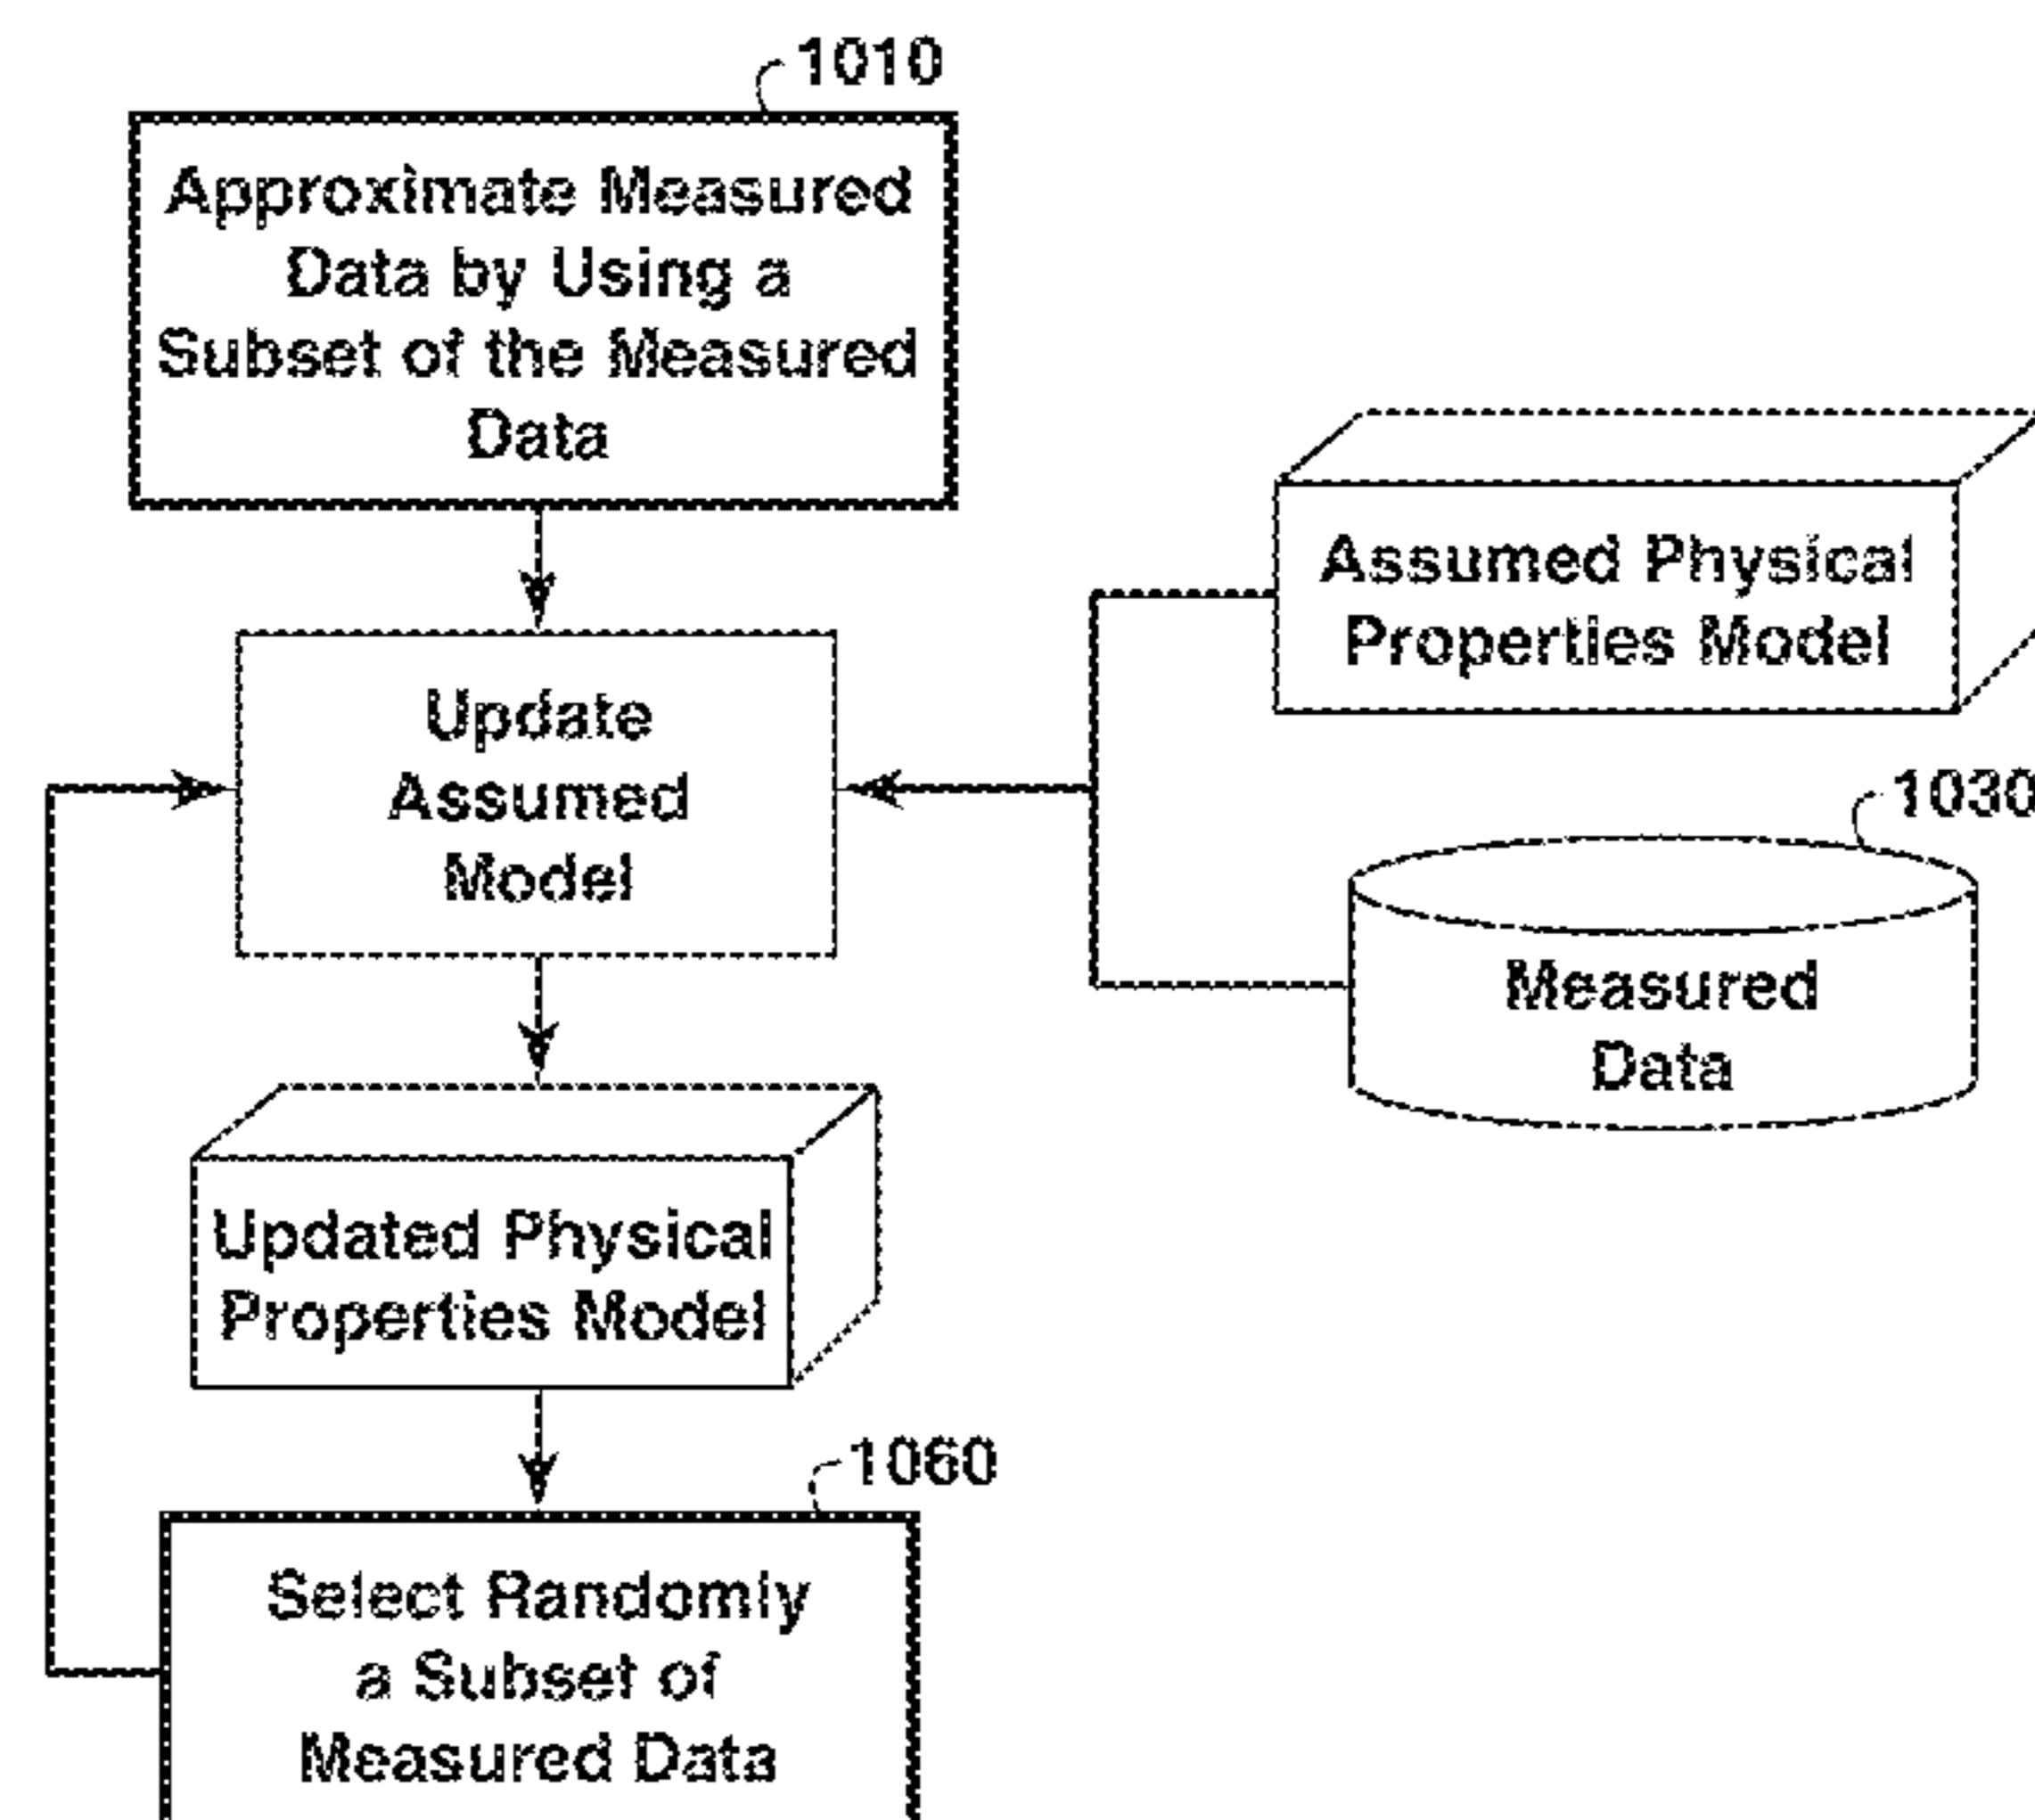 1010
Approximate Measured
Data by Using a
Subset of the Measured
Data
Assumed Physical
Properties Model
Update
Assumed
Model
1030
Measured
Data
Updated Physical
Properties Model
1060
Select Randomly
a Subset of
Measured Data